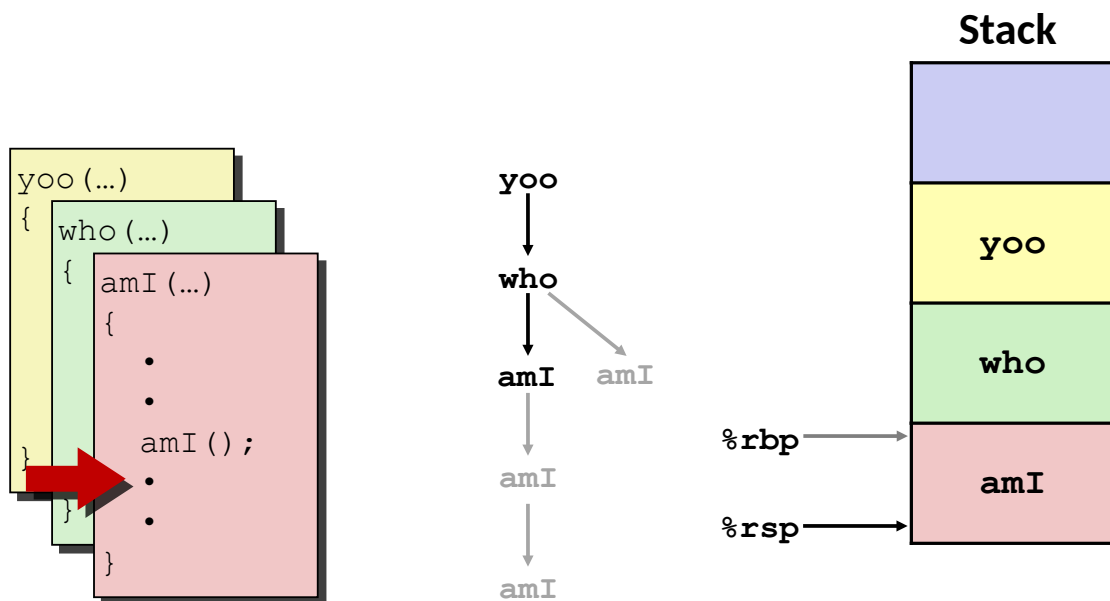 Stack
yoo(…)
{
}
who(…)
{
}
amI(…)
{
•
•
amI();
•
•
}
yoo
who
amI amI
amI
amI
yoo
who
%rbp
amI
%rsp